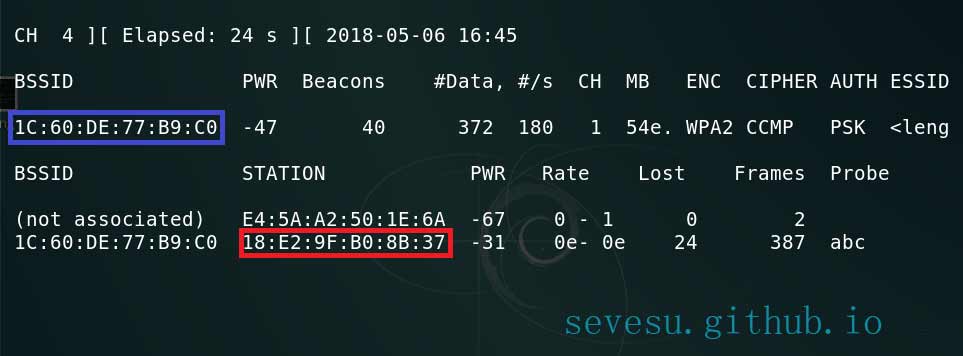 CH 4 ][ Elapsed: 24 s ][ 2018-05-06 16:45
BSSID PWR Beacons #Data, #/s CH MB ENC CIPHER AUTH ESSID
1C:60:DE:77:B9:C0 -47 40 372 180 1 54e. WPA2 CCMP PSK <leng
BSSID STATION PWR Rate Lost Frames Probe
(not associated) E4:5A:A2:50:1E:6A -67 0 - 1 0 2
1C:60:DE:77:B9:C0 18:E2:9F:B0:8B:37 -31 0e- 0e 24 387 abc
sevesu.github.io